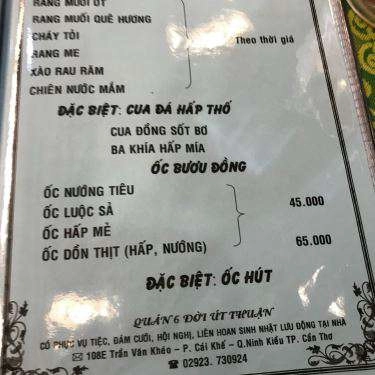 RANG MUỐI ỚT
RANG MUỐI QUÊ HƯƠNG
CHÁY TỎI
RANG ME
XÀO RAU RĂM
CHIÊN NƯỚC MẮM
Theo thời giá
ĐẶC BIỆT: CUA ĐÁ HẤP THỐ
CUA ĐỒNG SỐT BƠ
BA KHÍA HẤP MÍA
ỐC BƯƠU ĐỒNG
ỐC NƯỚNG TIÊU
ỐC LUỘC SẢ
ỐC HẤP MẺ
45.000
ỐC DỒN THỊT (HẤP, NƯỚNG)
65.000
ĐẶC BIỆT: ỐC HÚT
QUÁN 6 ĐỜI ÚT THUẬN
CÓ PHỤC VỤ TIỆC, ĐÁM CƯỚI, HỘI NGHỊ, LIÊN HOAN SINH NHẬT LƯU ĐỘNG TẠI NHÀ
108E Trần Văn Khéo - P. Cái Khế - Q.Ninh Kiều TP. Cần Thơ
02923. 730924